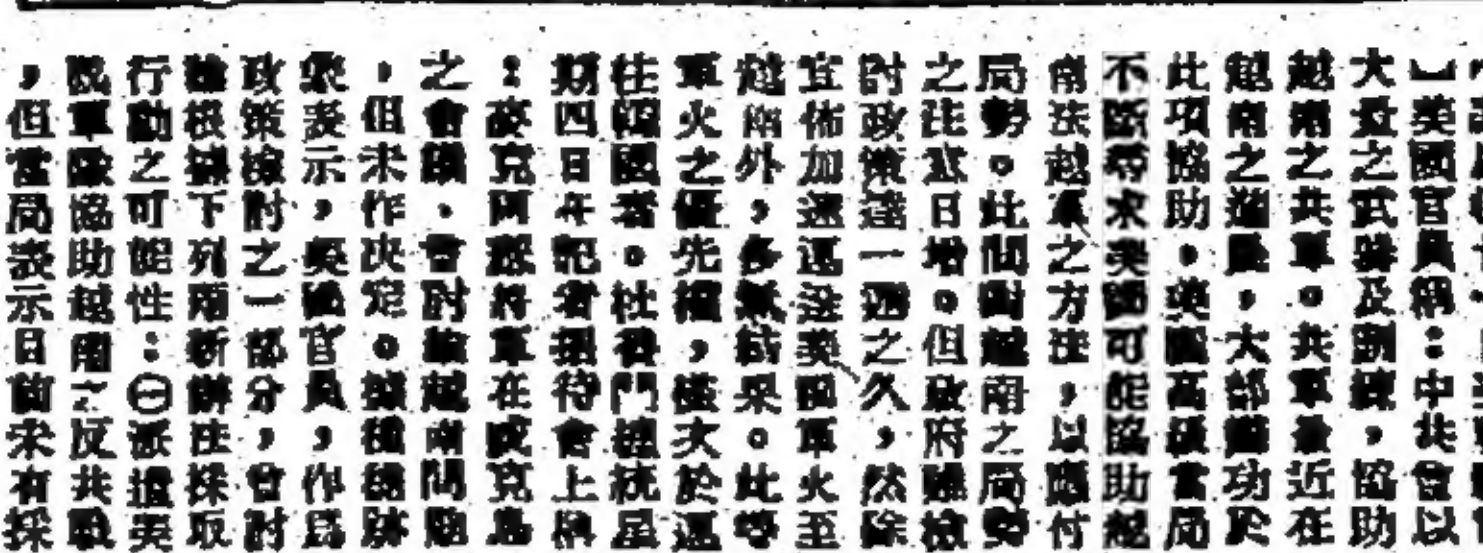 】美國官員稱：中共曾以
大量之武器及訓練，協助
越南之共軍。共軍最近在
越南之進展，大部歸功於
此項協助。美國高級當局
不斷尋求美國可能協助越
南法越軍之方法，以應付
局勢。此間對越南之局勢
之注意日增。但政府雖檢
討政策達一週之久，然除
宣佈加速運送美國軍火至
越南外，多無結果。此等
軍火之優先權，僅次於運
往韓國者。杜魯門總統星
期四日在記者招待會上稱
：麥克阿瑟將軍在威克島
之會議，曾討論越南問題
，但未作決定。據種種跡
象表示，美國官員，作為
政策檢討之一部分，曾討
論根據下列兩新辦法採取
行動之可能性：㊀派遣美
國軍隊協助越南之反共戰
，但當局表示目前未有採